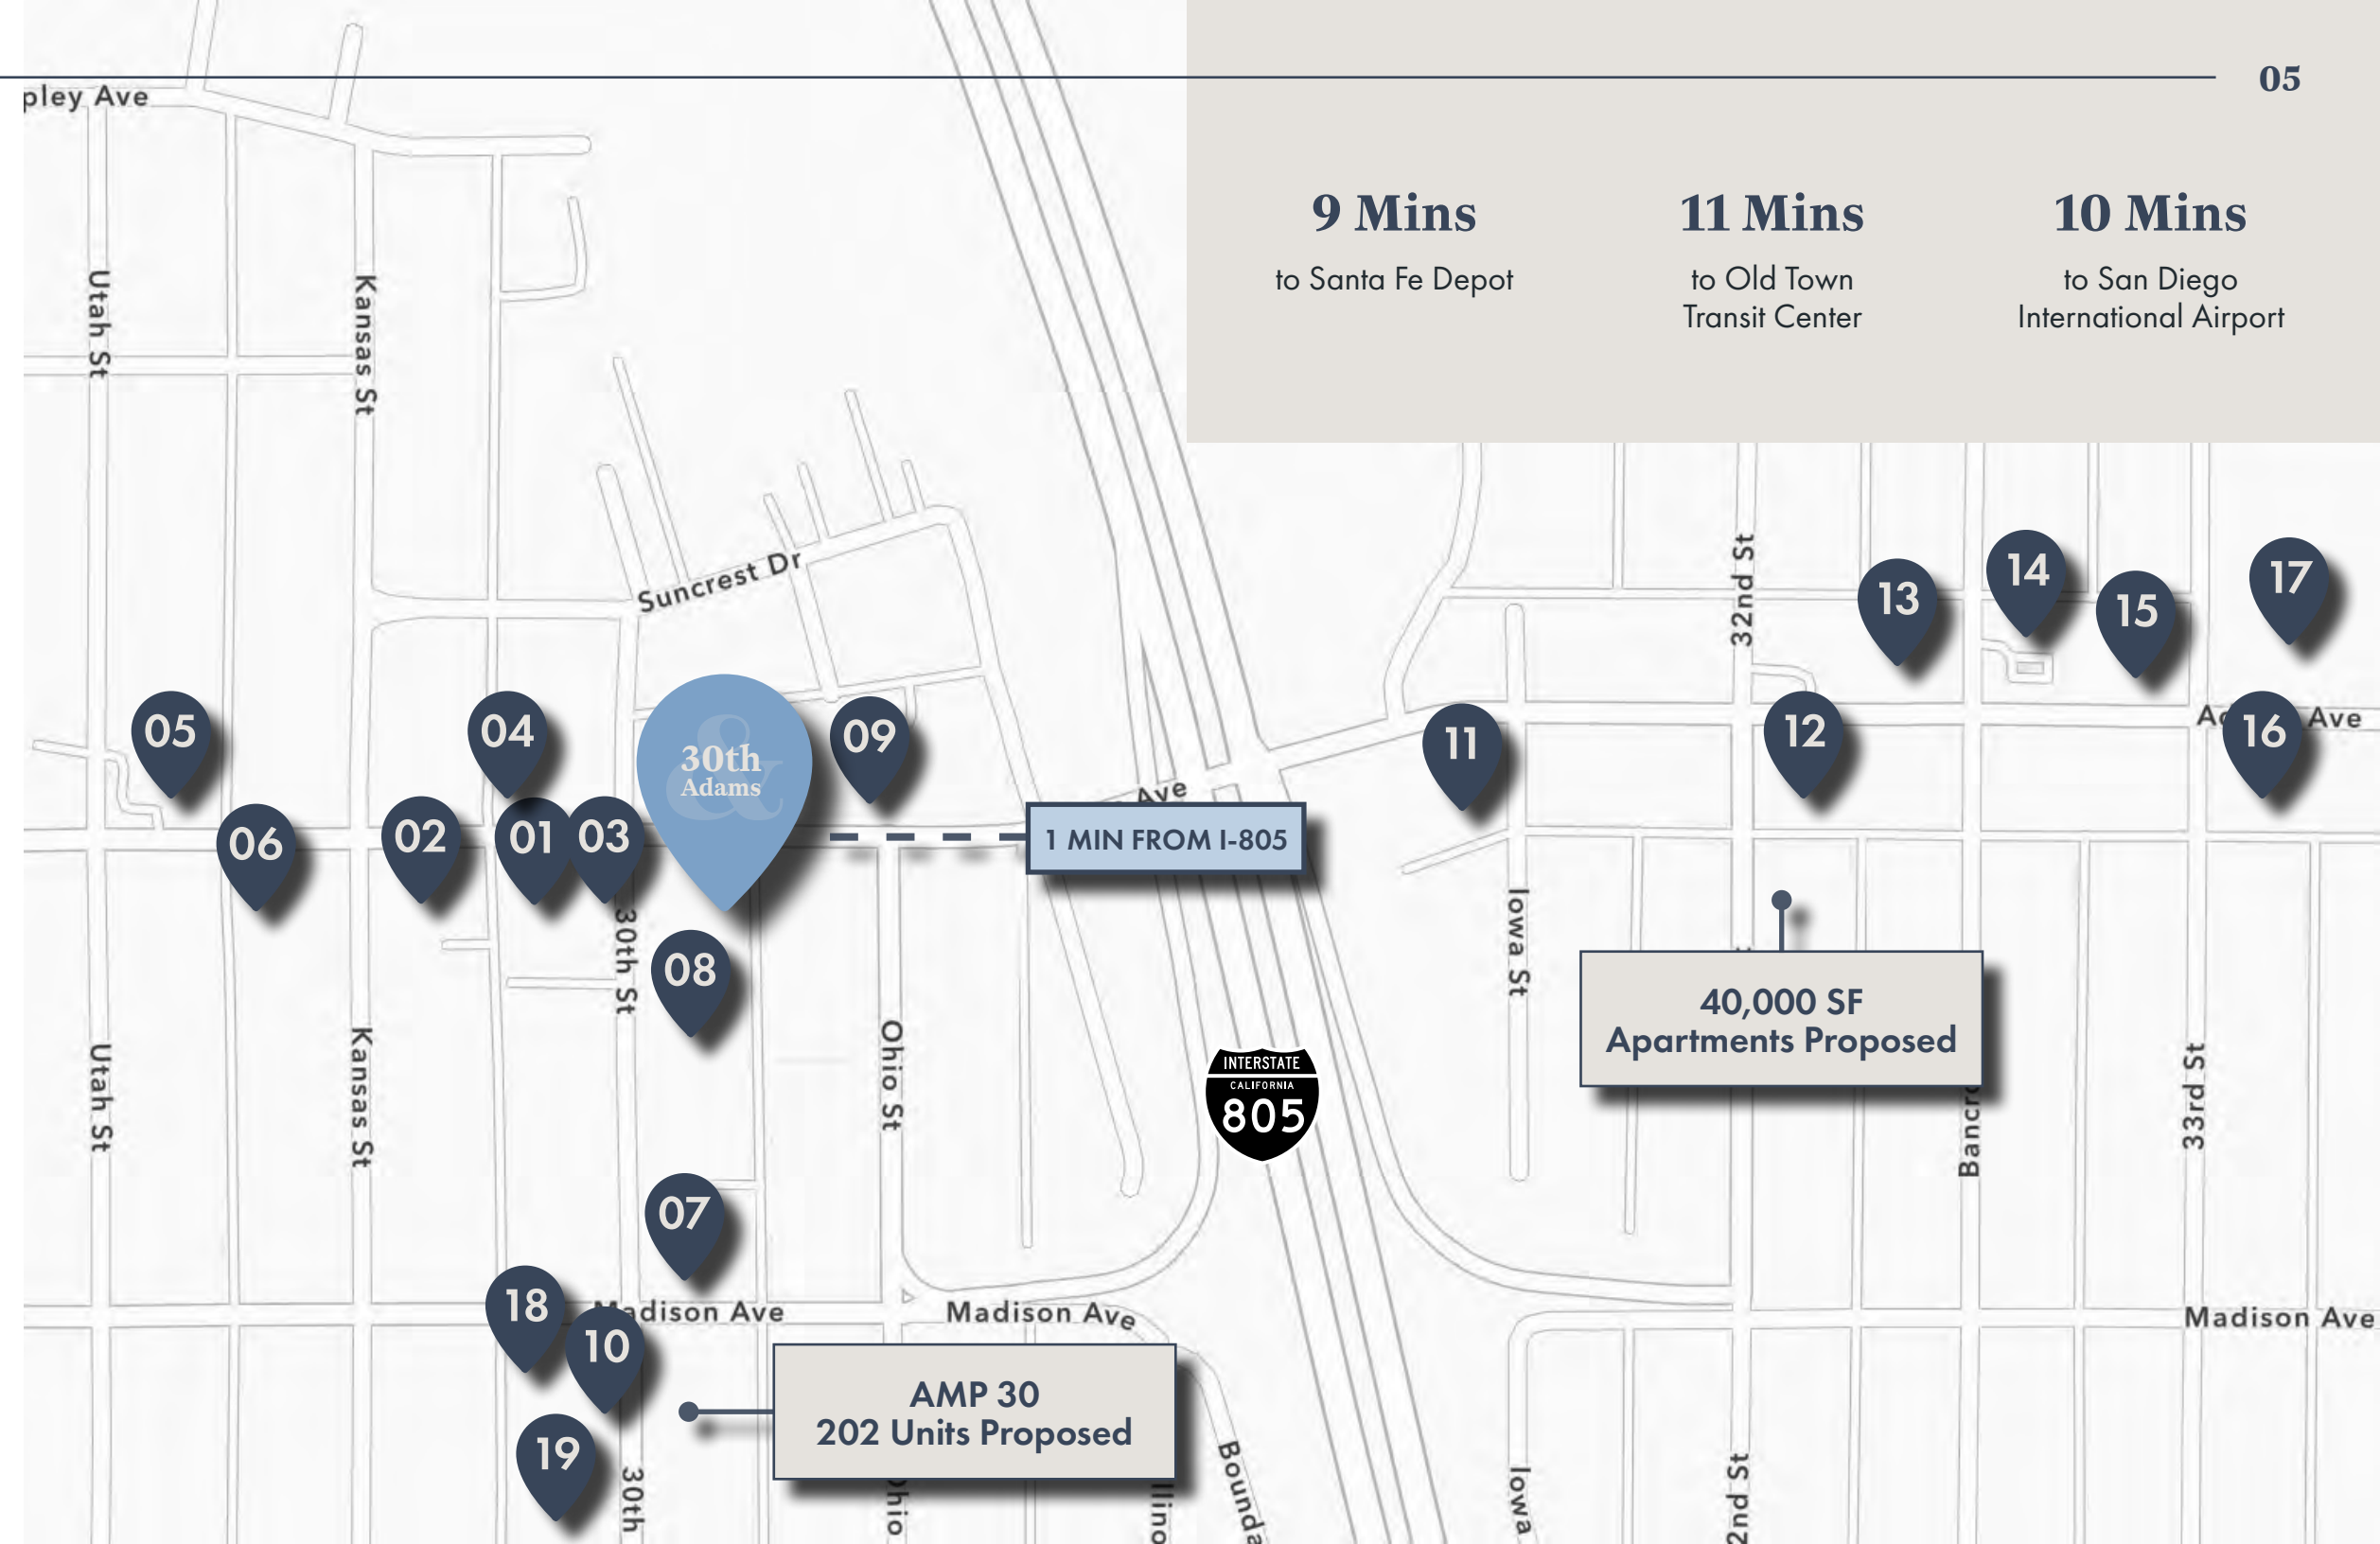 05
9 Mins
to Santa Fe Depot
11 Mins
to Old Town
Transit Center
10 Mins
to San Diego
International Airport
pley Ave
Utah St
Kansas St
Suncrest Dr
32nd St
13
14
15
17
05
04
30th
&
Adams
09
11
12
16
Ave
06
02
01
03
Ave
1 MIN FROM I-805
30th St
08
Iowa St
40,000 SF
Apartments Proposed
Utah St
Kansas St
Ohio St
INTERSTATE
CALIFORNIA
805
Bancr
33rd St
07
18
Madison Ave
Madison Ave
Madison Ave
10
AMP 30
202 Units Proposed
19
30th
Ohio
llino
Bounda
Iowa
2nd St